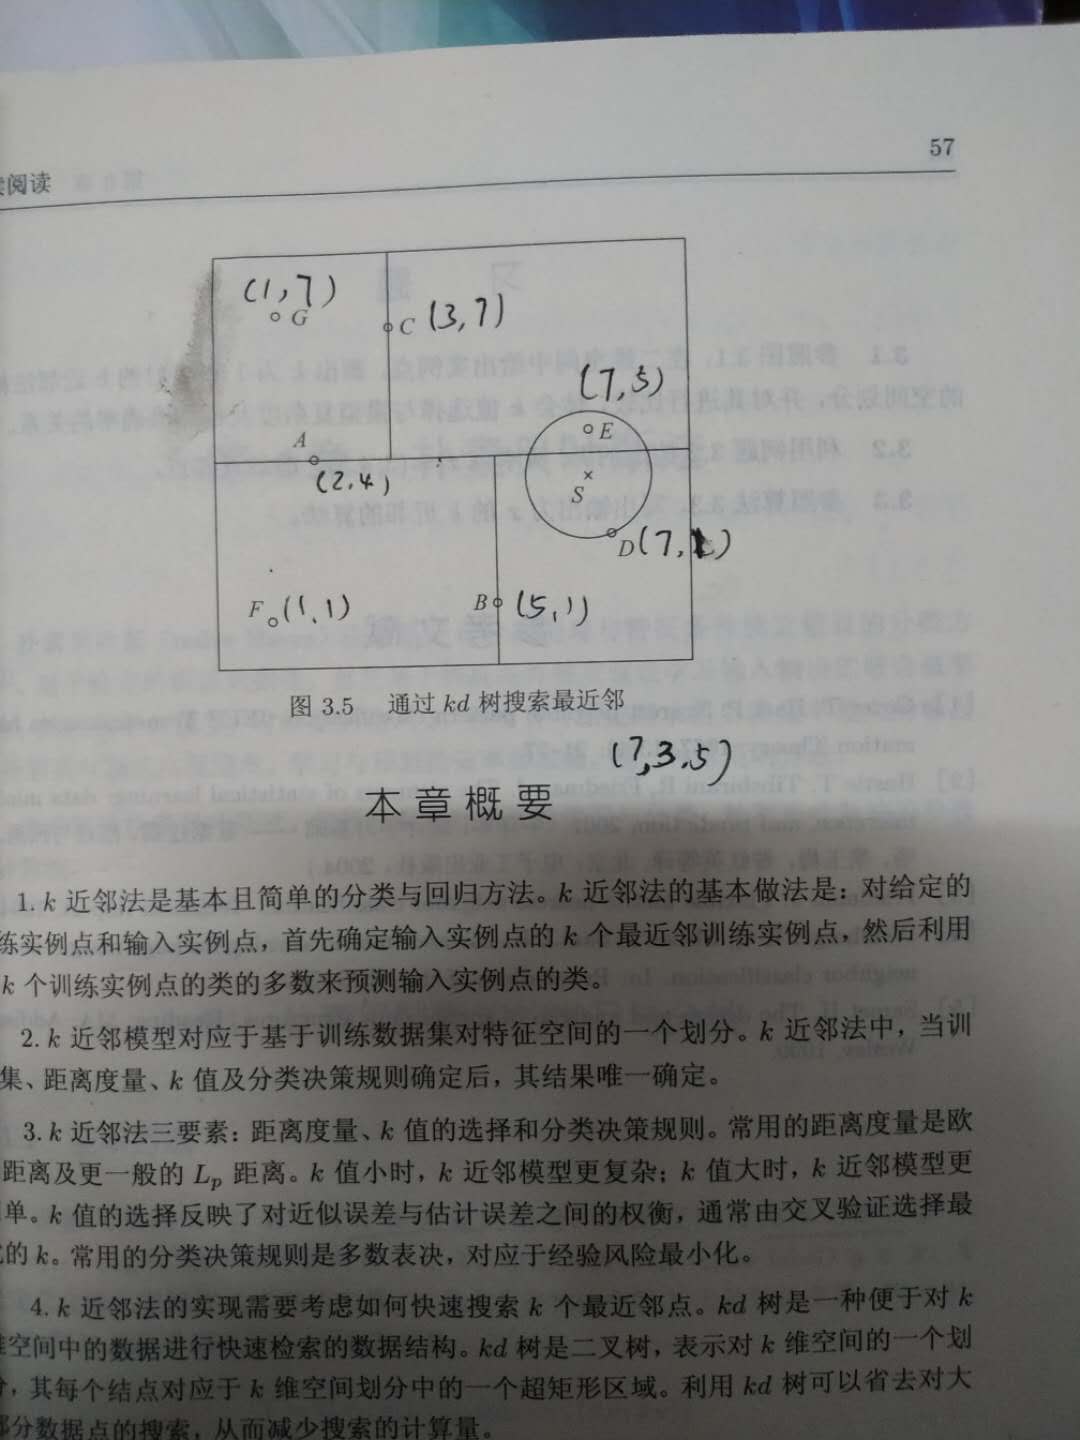 57
读阅读
(1,7)
G
C (3,7)
(7,5)
E
A
(2,4)
S
D(7,2)
F (1,1)
B (5,1)
图 3.5 通过 kd 树搜索最近邻
(7,3.5)
本章概要
1. k 近邻法是基本且简单的分类与回归方法。k 近邻法的基本做法是：对给定的
练实例点和输入实例点，首先确定输入实例点的 k 个最近邻训练实例点，然后利用
k 个训练实例点的类的多数来预测输入实例点的类。
2. k 近邻模型对应于基于训练数据集对特征空间的一个划分。k 近邻法中，当训
集、距离度量、k 值及分类决策规则确定后，其结果唯一确定。
3. k 近邻法三要素：距离度量、k 值的选择和分类决策规则。常用的距离度量是欧
距离及更一般的 Lp 距离。k 值小时，k 近邻模型更复杂；k 值大时，k 近邻模型更
单。k 值的选择反映了对近似误差与估计误差之间的权衡，通常由交叉验证选择最
的 k。常用的分类决策规则是多数表决，对应于经验风险最小化。
4. k 近邻法的实现需要考虑如何快速搜索 k 个最近邻点。kd 树是一种便于对 k
空间中的数据进行快速检索的数据结构。kd 树是二叉树，表示对 k 维空间的一个划
，其每个结点对应于 k 维空间划分中的一个超矩形区域。利用 kd 树可以省去对大
部分数据点的搜索，从而减少搜索的计算量。